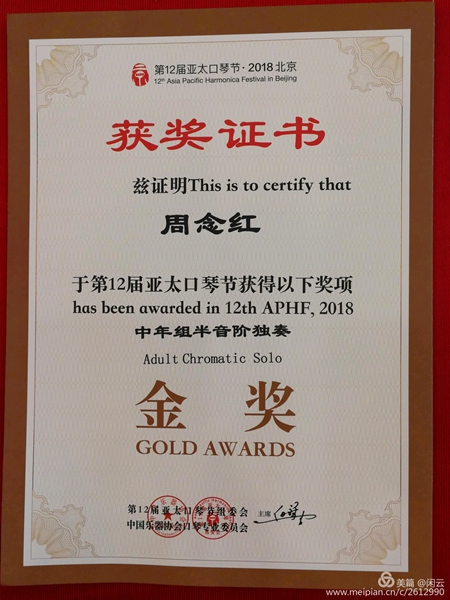 第12届亚太口琴节·2018北京
12th Asia Pacific Harmonica Festival in Beijing
获奖证书
兹证明This is to certify that
周念红
于第12届亚太口琴节获得以下奖项
has been awarded in 12th APHF, 2018
中年组半音阶独奏
Adult Chromatic Solo
金奖
GOLD AWARDS
第12届亚太口琴节组委会
中国乐器协会口琴专业委员会
主席
美篇 @闲云
www.meipian.cn/c/2612990